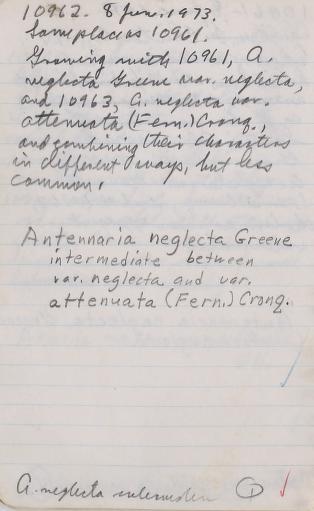 10962. 8 Jun. 1973.
Same place as 10961.
Growing with 10961, A.
neglecta Greene var. neglecta,
and 10963, A. neglecta var.
attenuata (Fern.) Cronq.,
and combining their characters
in different ways, but less
common.
Antennaria neglecta Greene
intermediate between
var. neglecta and var.
attenuata (Fern.) Cronq.
A. neglecta 1